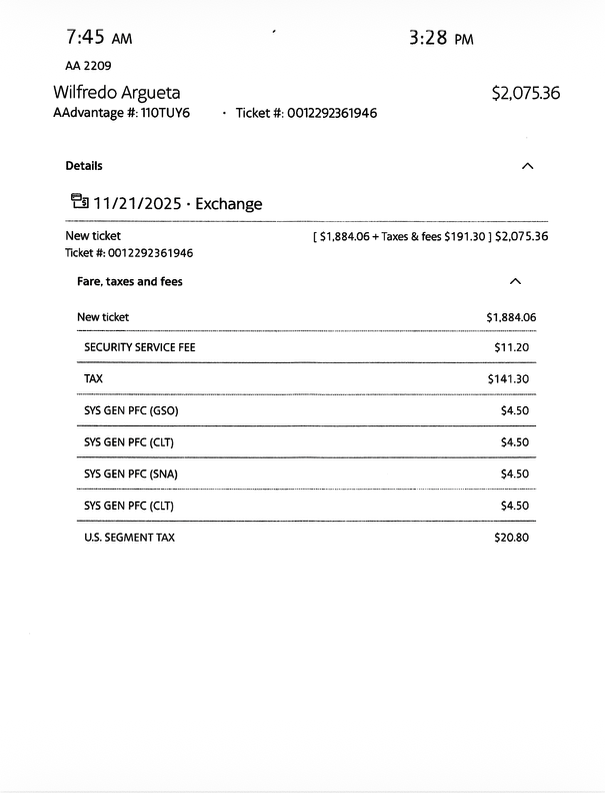 7:45 AM 3:28 PM
AA 2209
Wilfredo Argueta $2,075.36
AAdvantage #: 110TUY6 · Ticket #: 0012292361946
Details
11/21/2025 · Exchange
New ticket [ $1,884.06 + Taxes & fees $191.30 ] $2,075.36
Ticket #: 0012292361946
Fare, taxes and fees
New ticket $1,884.06
SECURITY SERVICE FEE $11.20
TAX $141.30
SYS GEN PFC (GSO) $4.50
SYS GEN PFC (CLT) $4.50
SYS GEN PFC (SNA) $4.50
SYS GEN PFC (CLT) $4.50
U.S. SEGMENT TAX $20.80